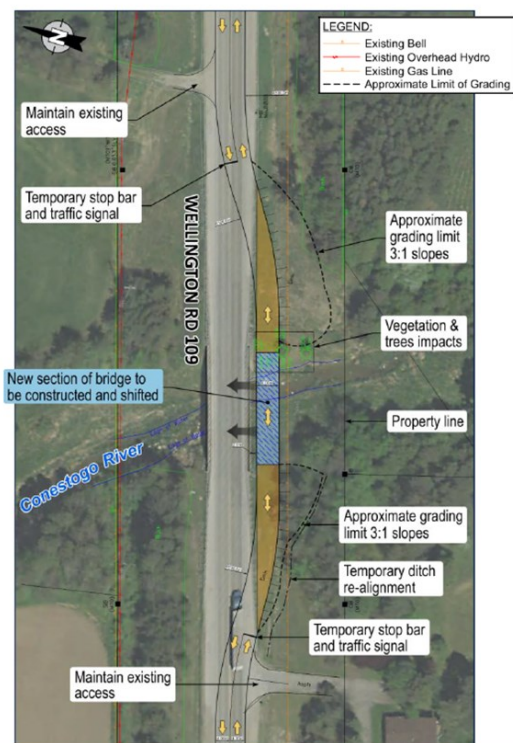 N
LEGEND:
Existing Bell
Existing Overhead Hydro
Existing Gas Line
Approximate Limit of Grading
Maintain existing
access
Temporary stop bar
and traffic signal
WELLINGTON RD 109
Approximate
grading limit
3:1 slopes
Vegetation &
trees impacts
New section of bridge to
be constructed and shifted
Property line
Conestogo River
Approximate grading
limit 3:1 slopes
Temporary ditch
re-alignment
Temporary stop bar
and traffic signal
Maintain existing
access